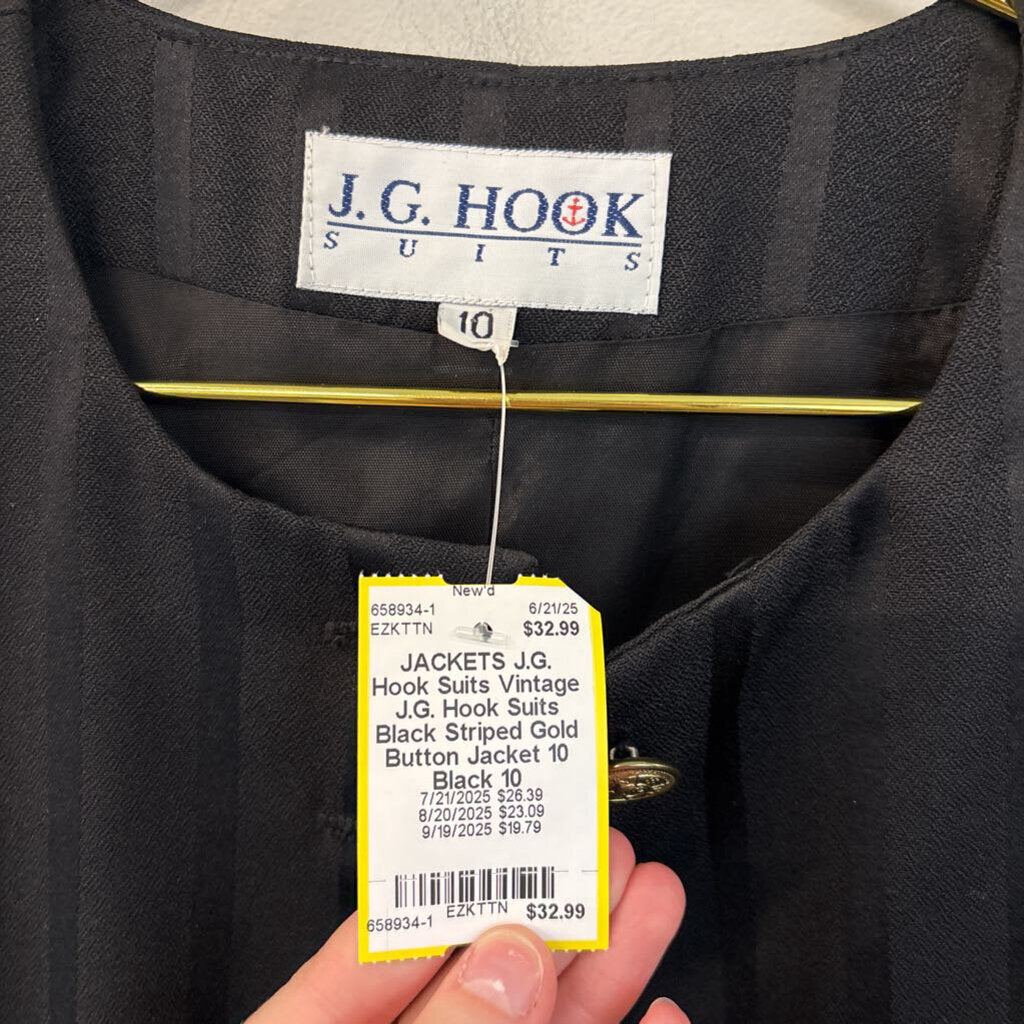 J. G. HOOK
SUITS
10
New'd
658934-1 6/21/25
EZKTTN $32.99
JACKETS J.G.
Hook Suits Vintage
J.G. Hook Suits
Black Striped Gold
Button Jacket 10
Black 10
7/21/2025 $26.39
8/20/2025 $23.09
9/19/2025 $19.79
658934-1 EZKTTN $32.99